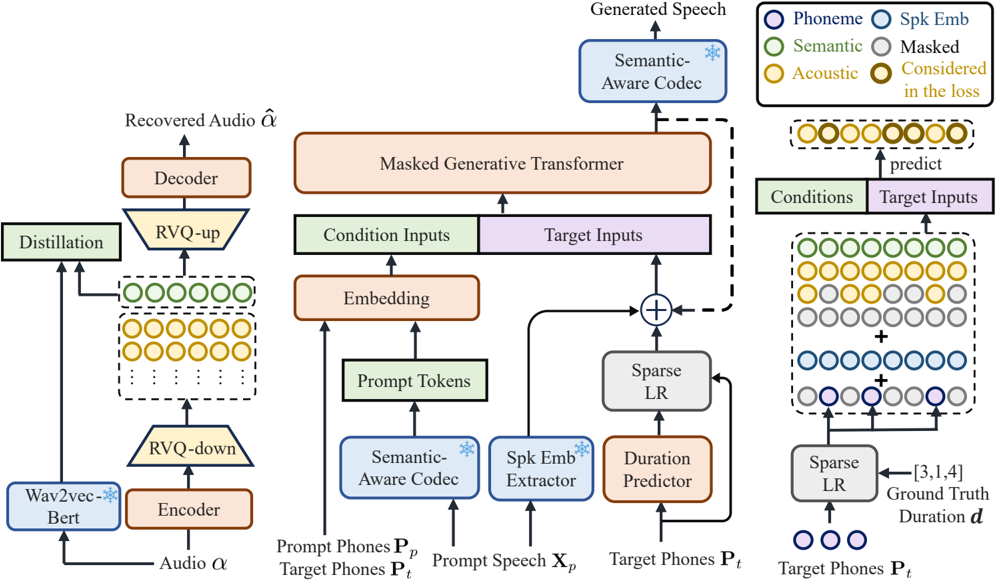 Recovered Audio α̂
Decoder
RVQ-up
Distillation
RVQ-down
Wav2vec-
Bert
Encoder
Audio α
Generated Speech
Semantic-
Aware Codec
Masked Generative Transformer
Condition Inputs
Target Inputs
Embedding
Prompt Tokens
Sparse
LR
Semantic-
Aware Codec
Spk Emb
Extractor
Duration
Predictor
Prompt Phones P_p
Target Phones P_t
Prompt Speech X_p
Target Phones P_t
Phoneme
Spk Emb
Semantic
Masked
Acoustic
Considered
in the loss
predict
Conditions
Target Inputs
+
+
Sparse
LR
[3,1,4]
Ground Truth
Duration d
Target Phones P_t